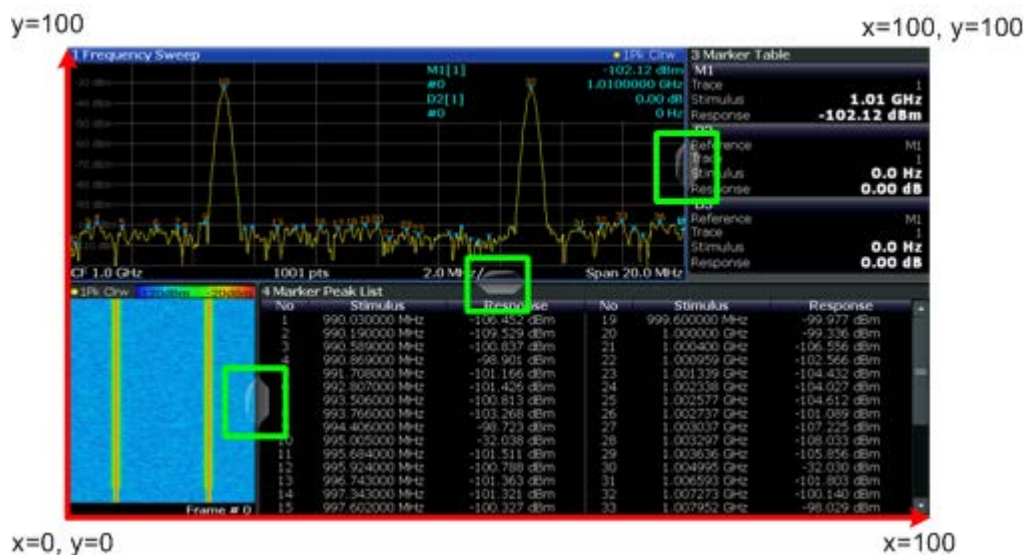 y=100
x=100, y=100
1 Frequency Sweep
1Pk Clrw
M1[1] -102.12 dBm
#0 1.0100000 GHz
D2[1] 0.00 dB
#0 0 Hz
CF 1.0 GHz 1001 pts 2.0 MHz/ Span 20.0 MHz
3 Marker Table
M1
Trace 1
Stimulus 1.01 GHz
Response -102.12 dBm
Reference M1
Trace 1
Stimulus 0.0 Hz
Response 0.00 dB
Reference M1
Trace 1
Stimulus 0.0 Hz
Response 0.00 dB
1Pk Clrw -120dBm -20dBm
Frame # 0
4 Marker Peak List
No Stimulus Response No Stimulus Response
1 990.030000 MHz -106.452 dBm 19 999.600000 MHz -99.977 dBm
2 990.190000 MHz -109.529 dBm 20 1.000000 GHz -99.336 dBm
3 990.589000 MHz -100.837 dBm 21 1.000400 GHz -106.556 dBm
4 990.869000 MHz -98.901 dBm 22 1.000959 GHz -102.566 dBm
991.708000 MHz -101.166 dBm 23 1.001339 GHz -104.432 dBm
992.807000 MHz -101.426 dBm 24 1.002338 GHz -104.027 dBm
993.506000 MHz -100.813 dBm 25 1.002577 GHz -104.612 dBm
993.766000 MHz -103.268 dBm 26 1.002737 GHz -101.089 dBm
994.406000 MHz -98.723 dBm 27 1.003037 GHz -107.225 dBm
10 995.005000 MHz -32.038 dBm 28 1.003297 GHz -108.033 dBm
11 995.684000 MHz -101.511 dBm 29 1.003636 GHz -105.856 dBm
12 995.924000 MHz -100.788 dBm 30 1.004995 GHz -32.030 dBm
13 996.743000 MHz -101.363 dBm 31 1.006593 GHz -101.803 dBm
14 997.343000 MHz -101.321 dBm 32 1.007273 GHz -100.140 dBm
15 997.602000 MHz -100.327 dBm 33 1.007952 GHz -98.029 dBm
x=0, y=0
x=100